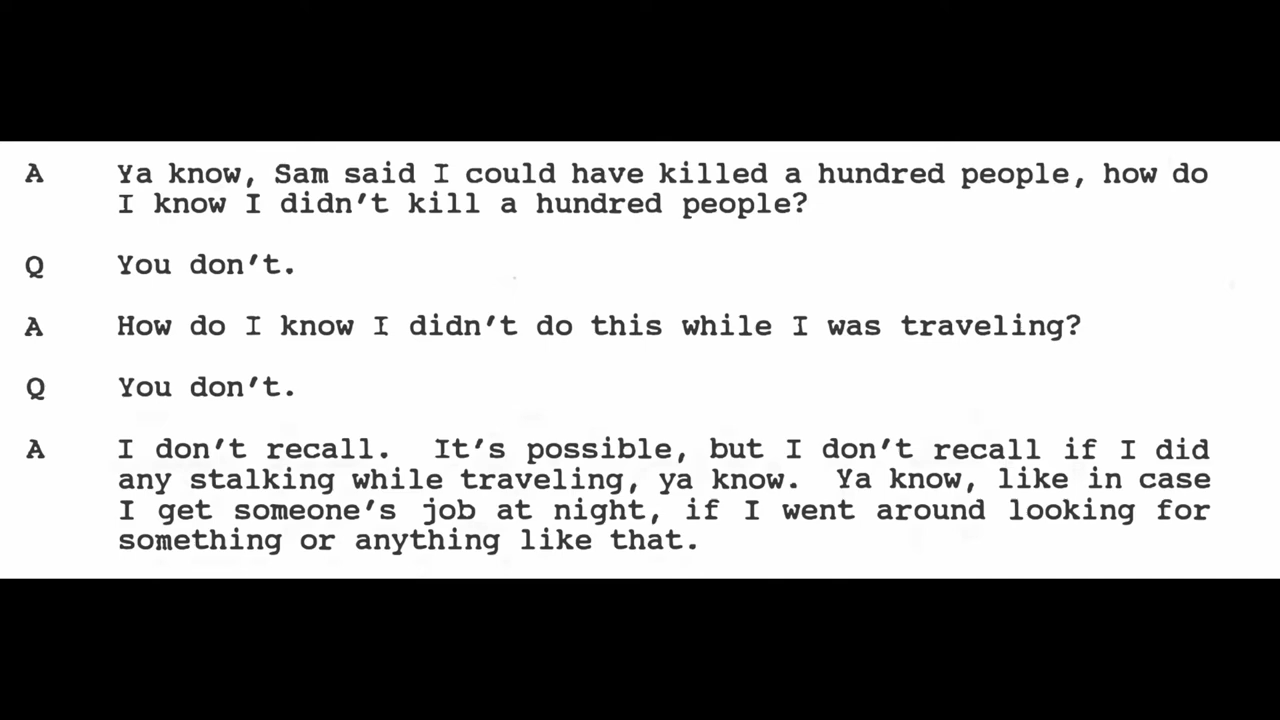 A Ya know, Sam said I could have killed a hundred people, how do
I know I didn't kill a hundred people?
Q You don't.
A How do I know I didn't do this while I was traveling?
Q You don't.
A I don't recall. It's possible, but I don't recall if I did
any stalking while traveling, ya know. Ya know, like in case
I get someone's job at night, if I went around looking for
something or anything like that.